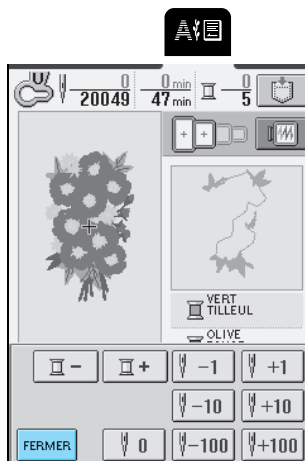 A
U
0 0 min 0
20049 47 min 5
VERT
TILLEUL
OLIVE
- + -1 +1
-10 +10
FERMER 0 -100 +100